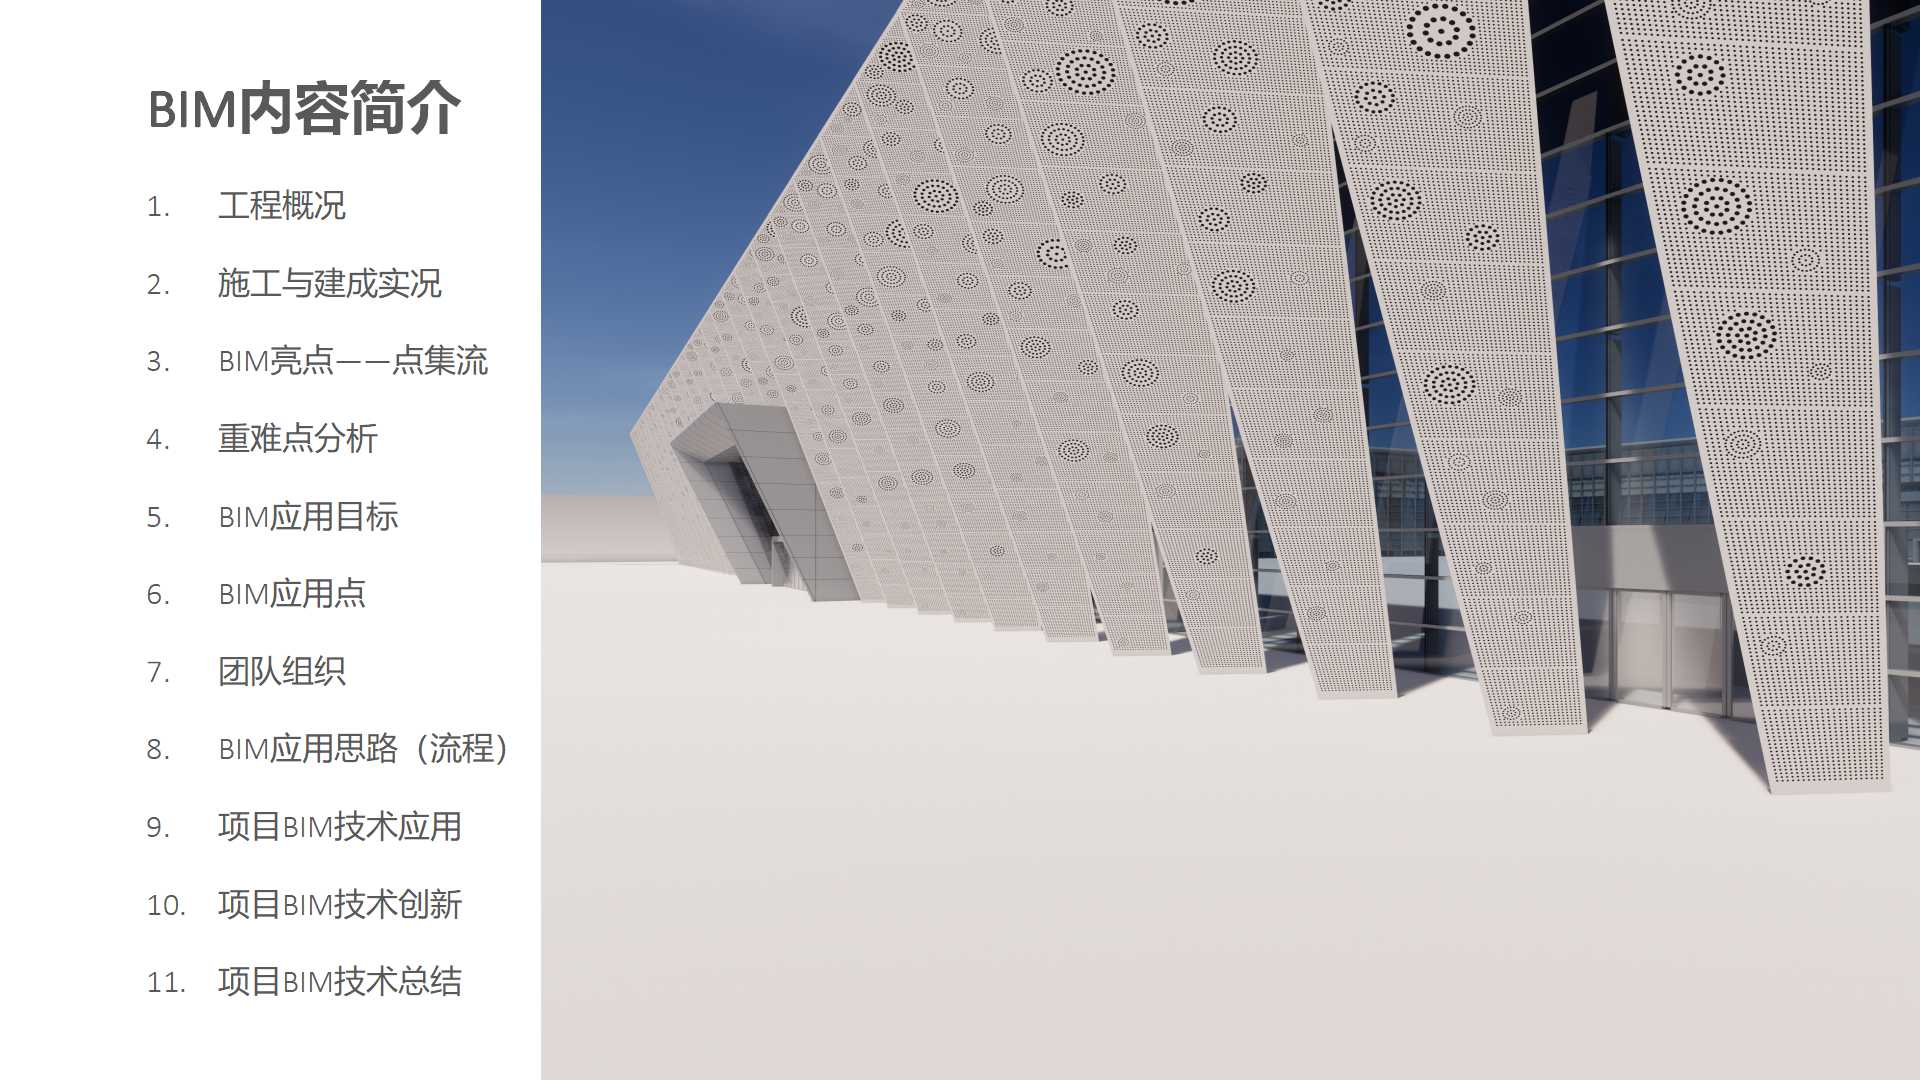 BIM内容简介
1. 工程概况
2. 施工与建成实况
3. BIM亮点——点集流
4. 重难点分析
5. BIM应用目标
6. BIM应用点
7. 团队组织
8. BIM应用思路（流程）
9. 项目BIM技术应用
10. 项目BIM技术创新
11. 项目BIM技术总结